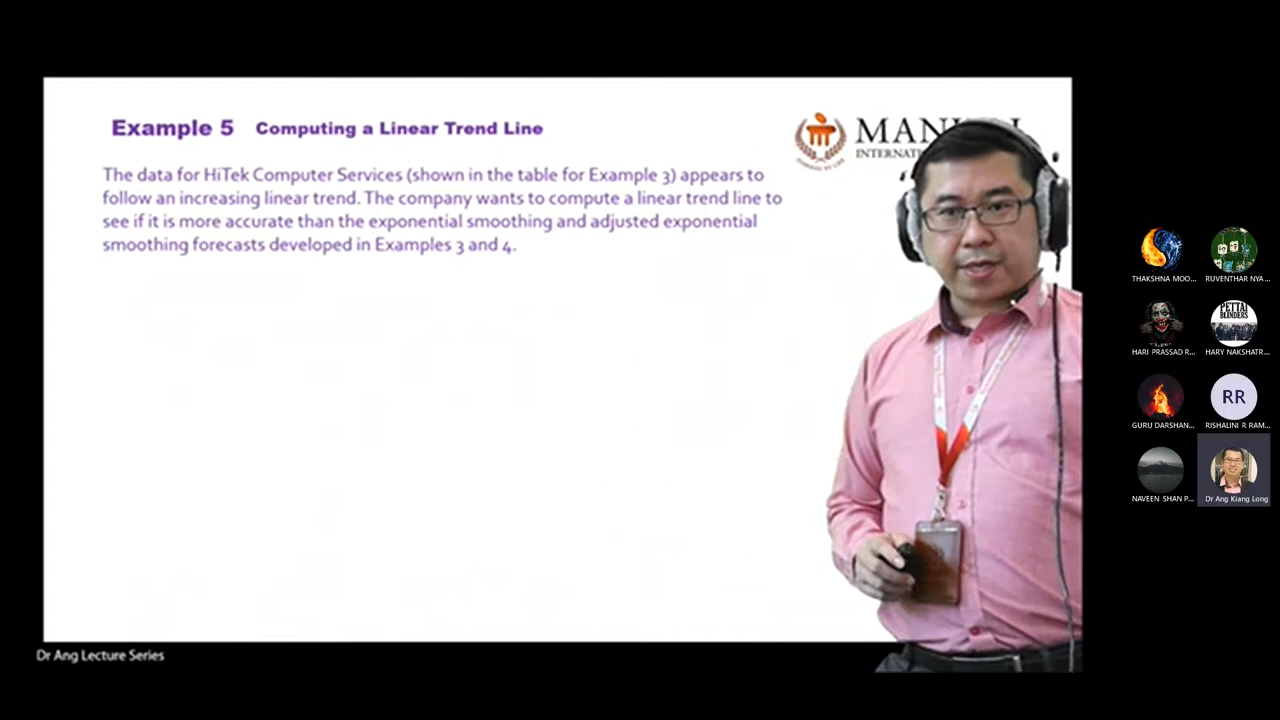 Example 5 Computing a Linear Trend Line
The data for HiTek Computer Services (shown in the table for Example 3) appears to
follow an increasing linear trend. The company wants to compute a linear trend line to
see if it is more accurate than the exponential smoothing and adjusted exponential
smoothing forecasts developed in Examples 3 and 4.
Dr Ang Lecture Series
THAKSHNA MOO...
RUVENTHAR NYA...
PETTAI
BLINDERS
HARI PRASSAD R...
HARY NAKSHATR...
RR
GURU DARSHAN...
RISHALINI R RAM...
NAVEEN SHAN P...
Dr Ang Kiang Long